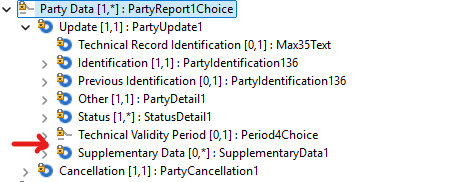 Party Data [1,*] : PartyReport1Choice
Update [1,1] : PartyUpdate1
Technical Record Identification [0,1] : Max35Text
Identification [1,1] : PartyIdentification136
Previous Identification [0,1] : PartyIdentification136
Other [1,1] : PartyDetail1
Status [1,*] : StatusDetail1
Technical Validity Period [0,1] : Period4Choice
Supplementary Data [0,*] : SupplementaryData1
Cancellation [1,1] : PartyCancellation1